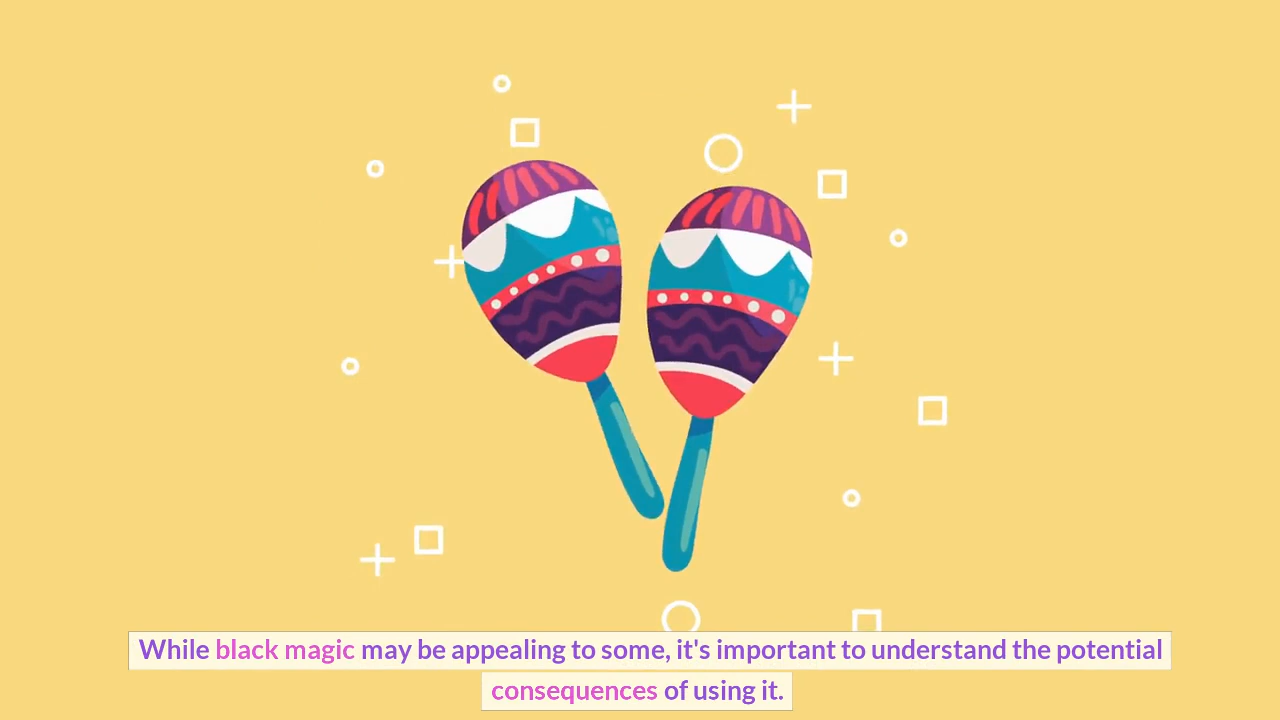 While black magic may be appealing to some, it's important to understand the potential
consequences of using it.